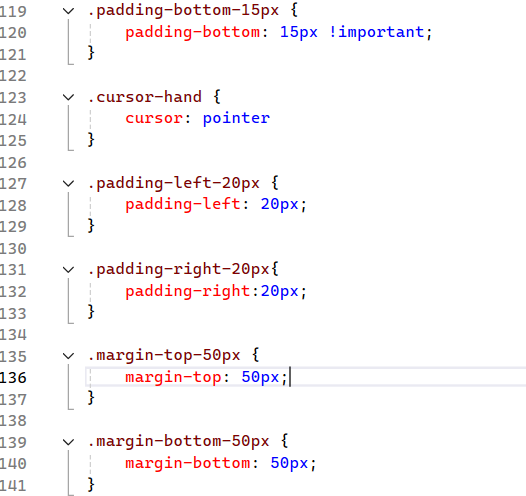 119 .padding-bottom-15px {
120 padding-bottom: 15px !important;
121 }
122
123 .cursor-hand {
124 cursor: pointer
125 }
126
127 .padding-left-20px {
128 padding-left: 20px;
129 }
130
131 .padding-right-20px{
132 padding-right:20px;
133 }
134
135 .margin-top-50px {
136 margin-top: 50px;
137 }
138
139 .margin-bottom-50px {
140 margin-bottom: 50px;
141 }